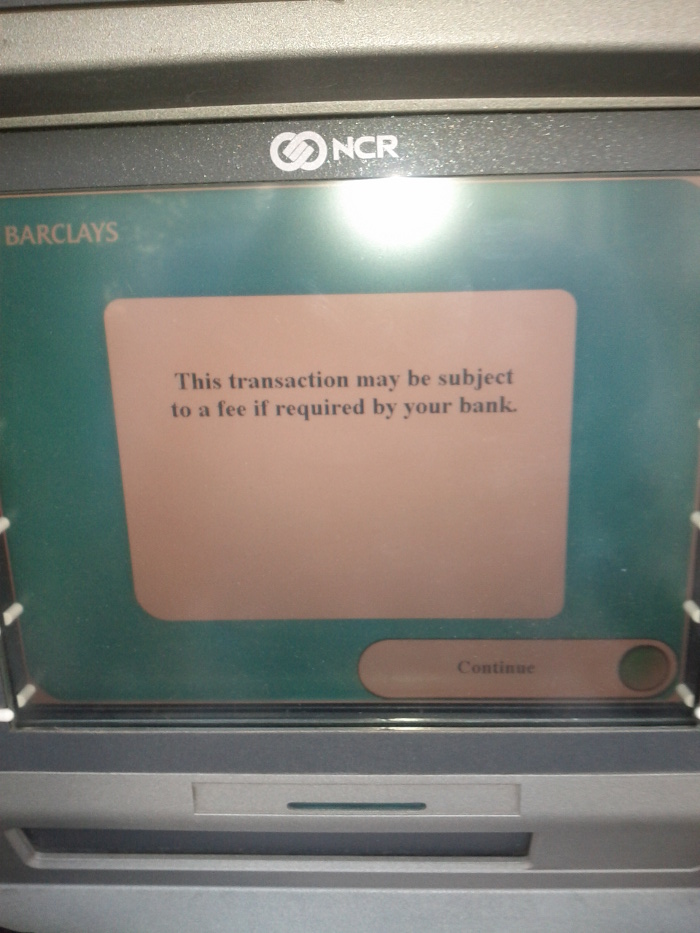 NCR
BARCLAYS
This transaction may be subject
to a fee if required by your bank.
Continue